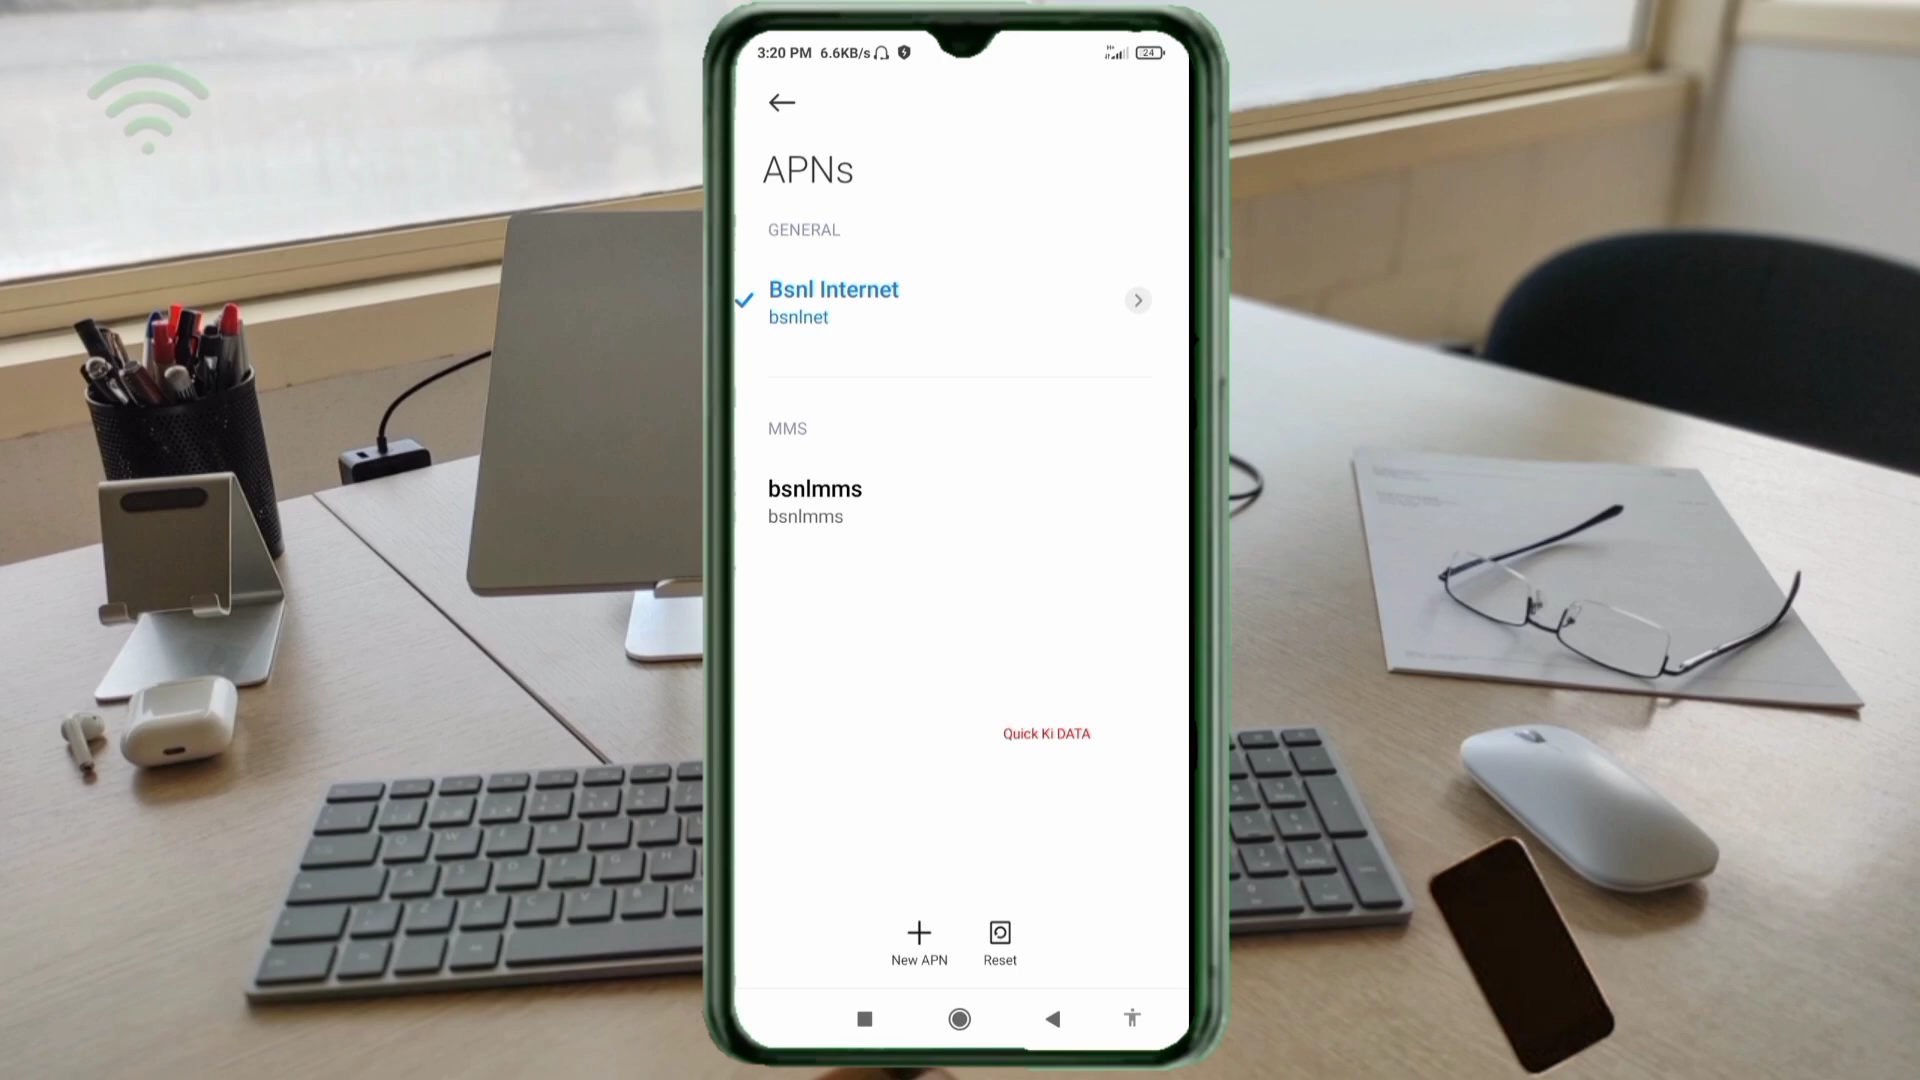 3:20 PM 6.6KB/s
24
APNs
GENERAL
Bsnl Internet
bsnlnet
MMS
bsnlmms
bsnlmms
Quick Ki DATA
New APN
Reset